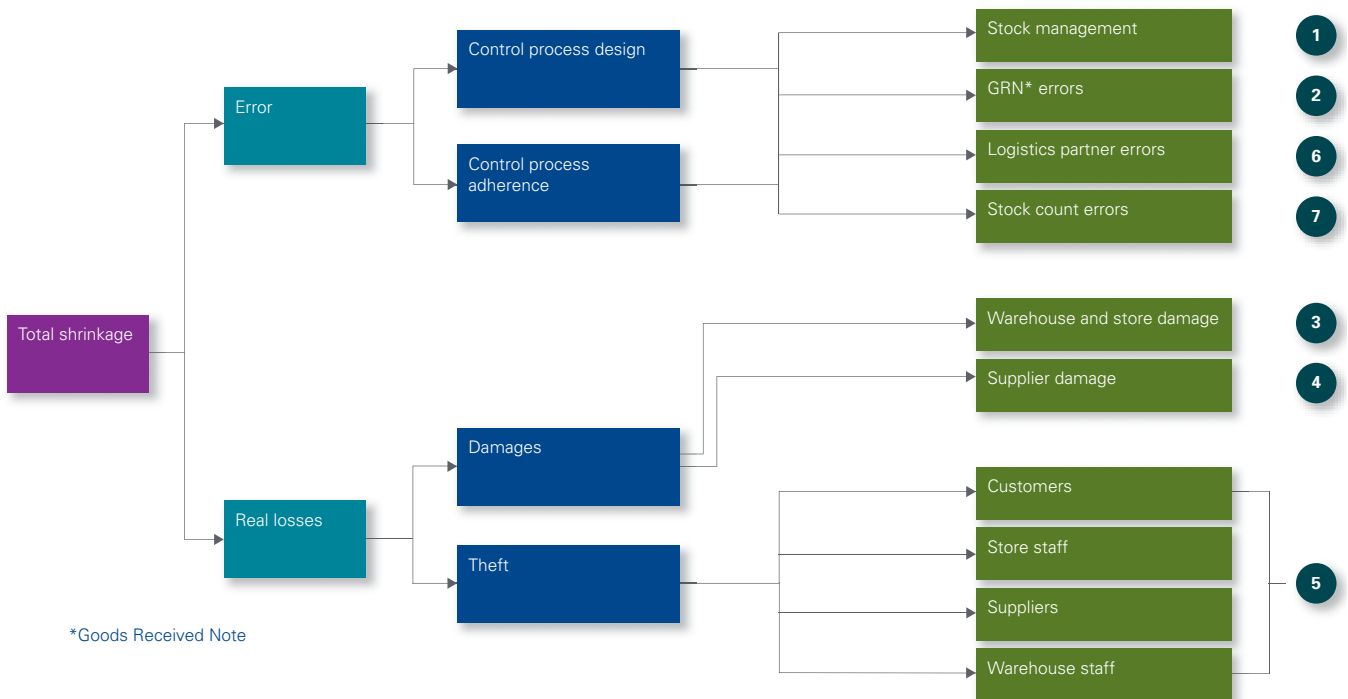 Total shrinkage
Error
Real losses
Control process design
Control process
adherence
Damages
Theft
Stock management
1
GRN* errors
2
Logistics partner errors
6
Stock count errors
7
Warehouse and store damage
3
Supplier damage
4
Customers
Store staff
Suppliers
Warehouse staff
5
*Goods Received Note